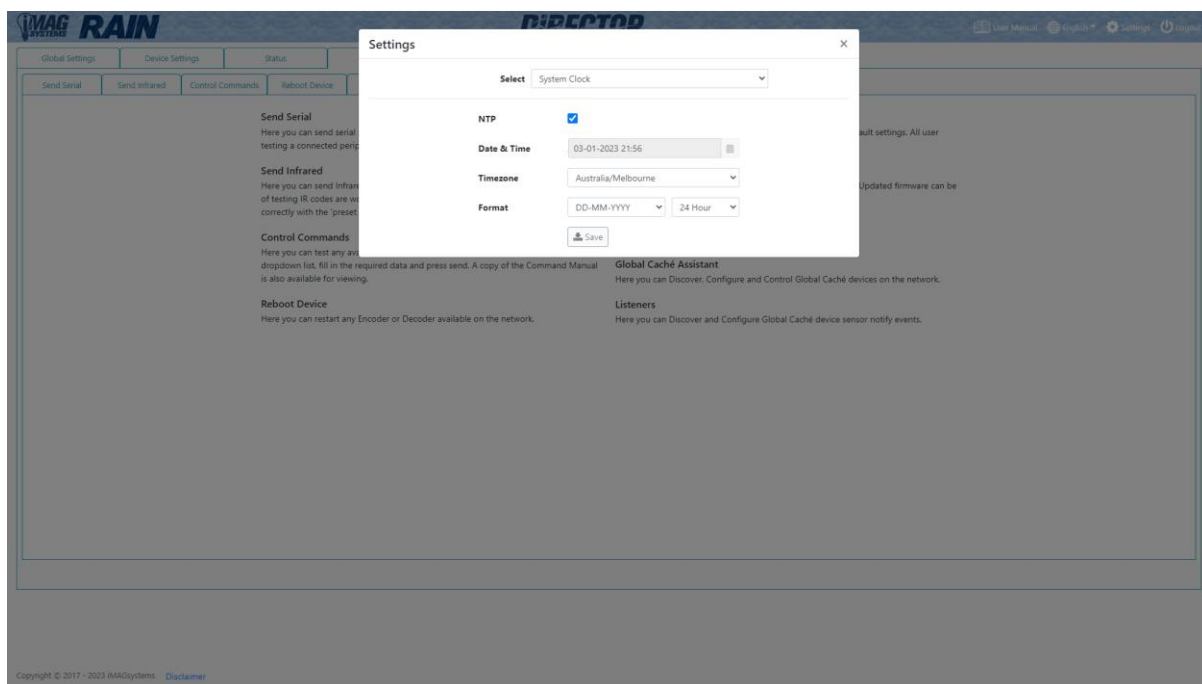 iMAG SYSTEMS RAIN
DIRECTOR
User Manual English Settings Logout
Global Settings Device Settings Status
Send Serial Send Infrared Control Commands Reboot Device
Settings ×
Select System Clock
NTP
Date & Time 03-01-2023 21:56
Timezone Australia/Melbourne
Format DD-MM-YYYY 24 Hour
Save
Send Serial
Here you can send serial
testing a connected perip
Send Infrared
Here you can send Infrare
of testing IR codes are wo
correctly with the 'preset
Control Commands
Here you can test any ava
dropdown list, fill in the required data and press send. A copy of the Command Manual
is also available for viewing.
Reboot Device
Here you can restart any Encoder or Decoder available on the network.
ault settings. All user
Updated firmware can be
Global Caché Assistant
Here you can Discover, Configure and Control Global Caché devices on the network.
Listeners
Here you can Discover and Configure Global Caché device sensor notify events.
Copyright © 2017 - 2023 iMAGsystems Disclaimer